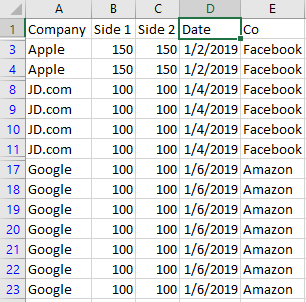 A B C D E
1 Company Side 1 Side 2 Date Co
3 Apple 150 150 1/2/2019 Facebook
4 Apple 150 150 1/2/2019 Facebook
8 JD.com 100 100 1/4/2019 Facebook
9 JD.com 100 100 1/4/2019 Facebook
10 JD.com 100 100 1/4/2019 Facebook
11 JD.com 100 100 1/4/2019 Facebook
17 Google 100 100 1/6/2019 Amazon
18 Google 100 100 1/6/2019 Amazon
19 Google 100 100 1/6/2019 Amazon
20 Google 100 100 1/6/2019 Amazon
21 Google 100 100 1/6/2019 Amazon
22 Google 100 100 1/6/2019 Amazon
23 Google 100 100 1/6/2019 Amazon